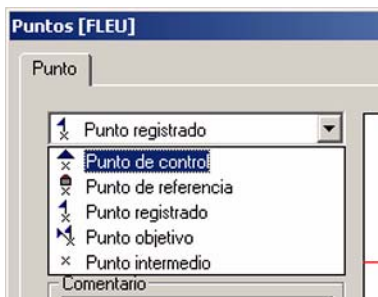 Puntos [FLEU]
Punto
Punto registrado
Punto de control
Punto de referencia
Punto registrado
Punto objetivo
Punto intermedio
Comentario